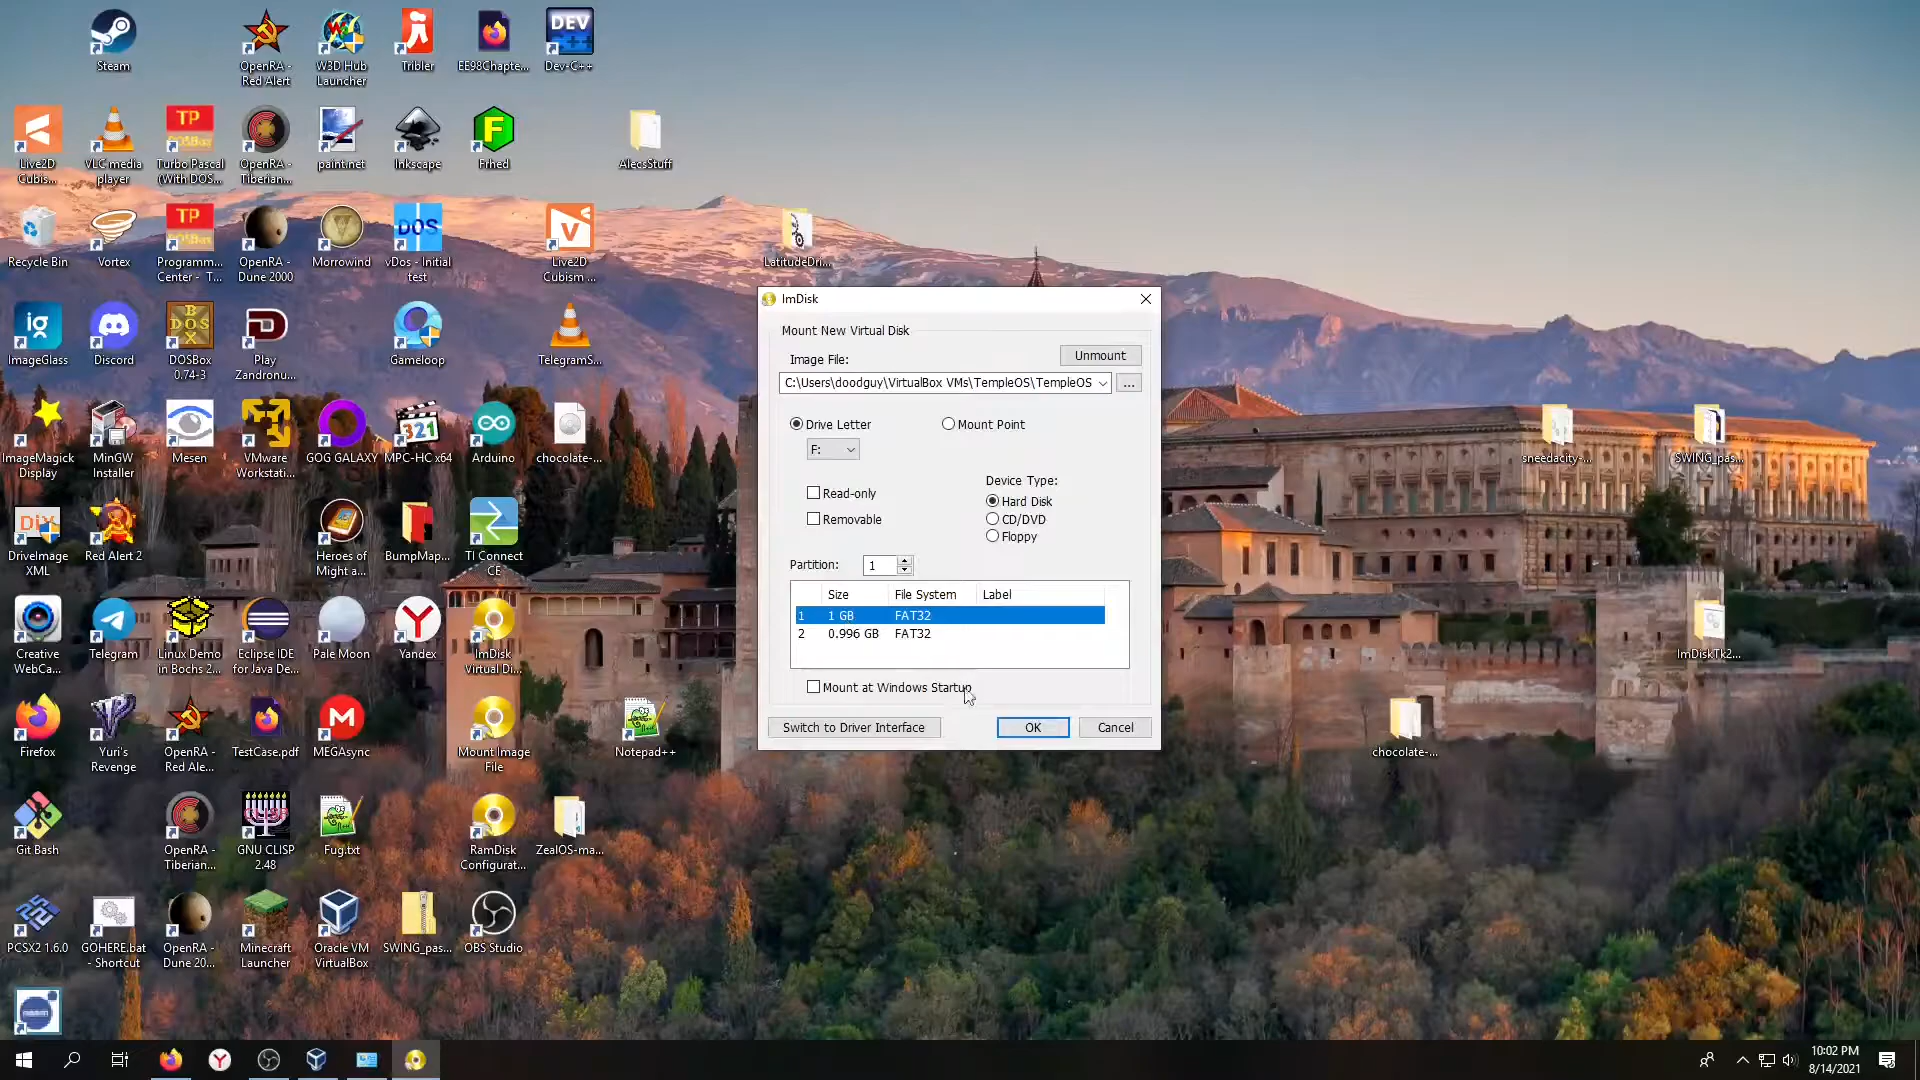 Steam
OpenRA -
Red Alert
W3D Hub
Launcher
Tribler
EE98Chapte...
DEV
Dev-C++
Live2D
Cubis...
VLC media
player
TP
Turbo Pascal
(With DOS...
OpenRA -
Tiberian...
paint.net
Inkscape
F
Frhed
AlecsStuff
Recycle Bin
Vortex
TP
Programm...
Center - T...
OpenRA -
Dune 2000
Morrowind
DOS
vDos - Initial
test
Live2D
Cubism ...
LatitudeDri...
ig
ImageGlass
Discord
DOSBox
0.74-3
Play
Zandronu...
Gameloop
TelegramS...
ImageMagick
Display
MinGW
Installer
Mesen
VMware
Workstati...
GOG GALAXY
321
MPC-HC x64
Arduino
chocolate-...
sneedacity-...
SWING_pas...
DiX
DriveImage
XML
Red Alert 2
Heroes of
Might a...
BumpMap...
TI Connect
CE
Creative
WebCa...
Telegram
Linux Demo
in Bochs 2...
Eclipse IDE
for Java De...
Pale Moon
Yandex
ImDisk
Virtual Di...
ImDiskTk2...
Firefox
Yuri's
Revenge
OpenRA -
Red Ale...
TestCase.pdf
MEGAsync
Mount Image
File
Notepad++
chocolate-...
Git Bash
OpenRA -
Tiberian...
GNU CLISP
2.48
Fug.txt
RamDisk
Configurat...
ZealOS-ma...
PCSX2 1.6.0
GOHERE.bat
- Shortcut
OpenRA -
Dune 20...
Minecraft
Launcher
Oracle VM
VirtualBox
SWING_pas...
OBS Studio
ImDisk
Mount New Virtual Disk
Unmount
Image File:
C:\Users\doodguy\VirtualBox VMs\TempleOS\TempleOS
...
Drive Letter
Mount Point
F:
Device Type:
Read-only
Hard Disk
Removable
CD/DVD
Floppy
Partition:
1
Size File System Label
1 1 GB FAT32
2 0.996 GB FAT32
Mount at Windows Startup
Switch to Driver Interface
OK
Cancel
10:02 PM
8/14/2021